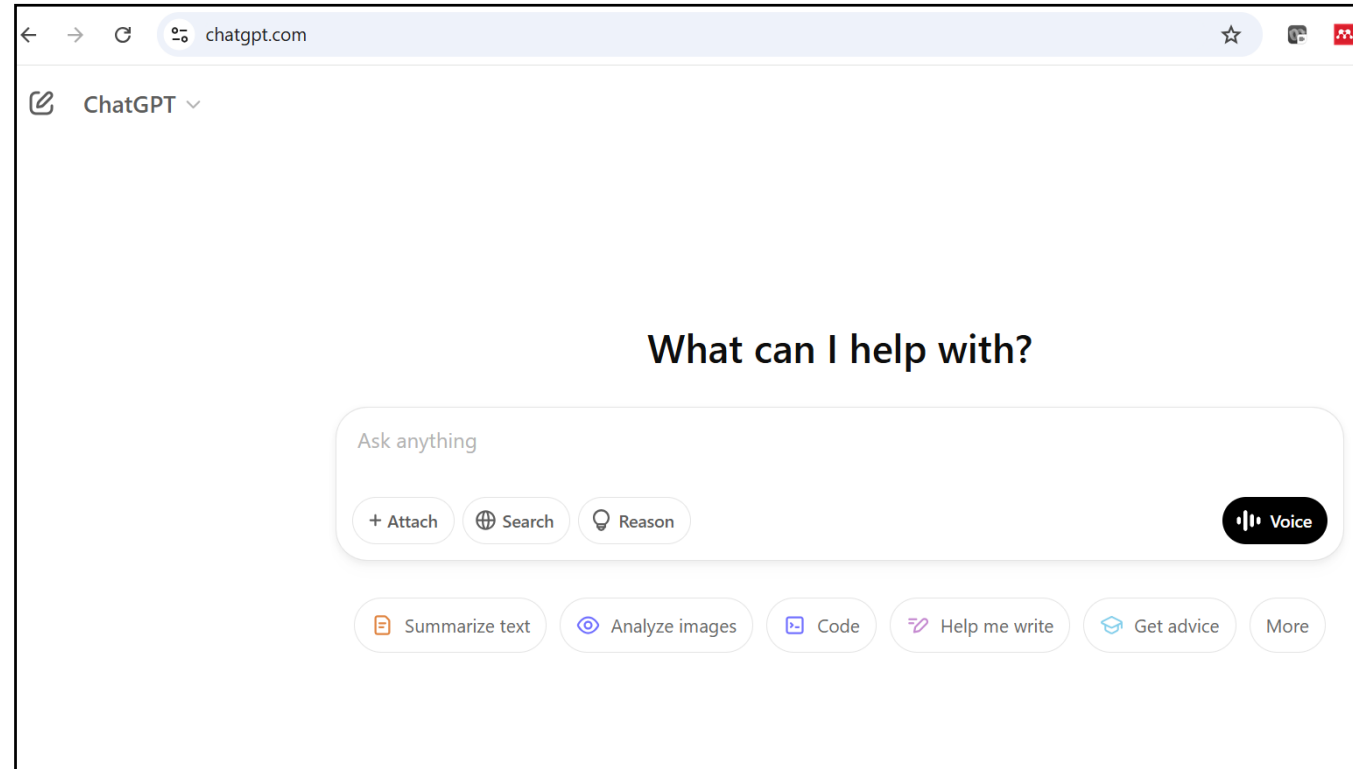 chatgpt.com
ChatGPT
What can I help with?
Ask anything
+ Attach Search Reason Voice
Summarize text Analyze images Code Help me write Get advice More